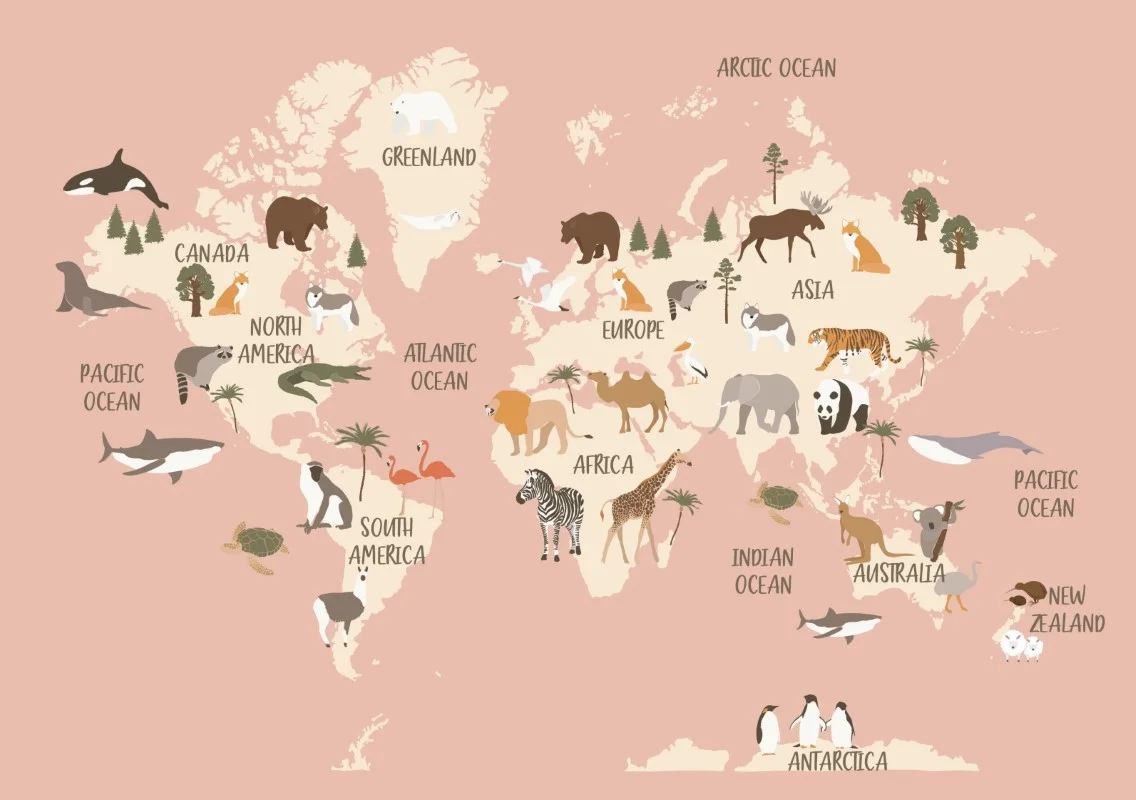 ARCTIC OCEAN
GREENLAND
CANADA
ASIA
NORTH
AMERICA
EUROPE
ATLANTIC
OCEAN
PACIFIC
OCEAN
AFRICA
PACIFIC
OCEAN
SOUTH
AMERICA
INDIAN
OCEAN
AUSTRALIA
NEW
ZEALAND
ANTARCTICA